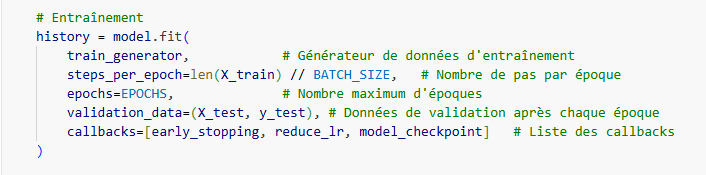 # Entraînement
history = model.fit(
train_generator, # Générateur de données d'entraînement
steps_per_epoch=len(X_train) // BATCH_SIZE, # Nombre de pas par époque
epochs=EPOCHS, # Nombre maximum d'époques
validation_data=(X_test, y_test), # Données de validation après chaque époque
callbacks=[early_stopping, reduce_lr, model_checkpoint] # Liste des callbacks
)